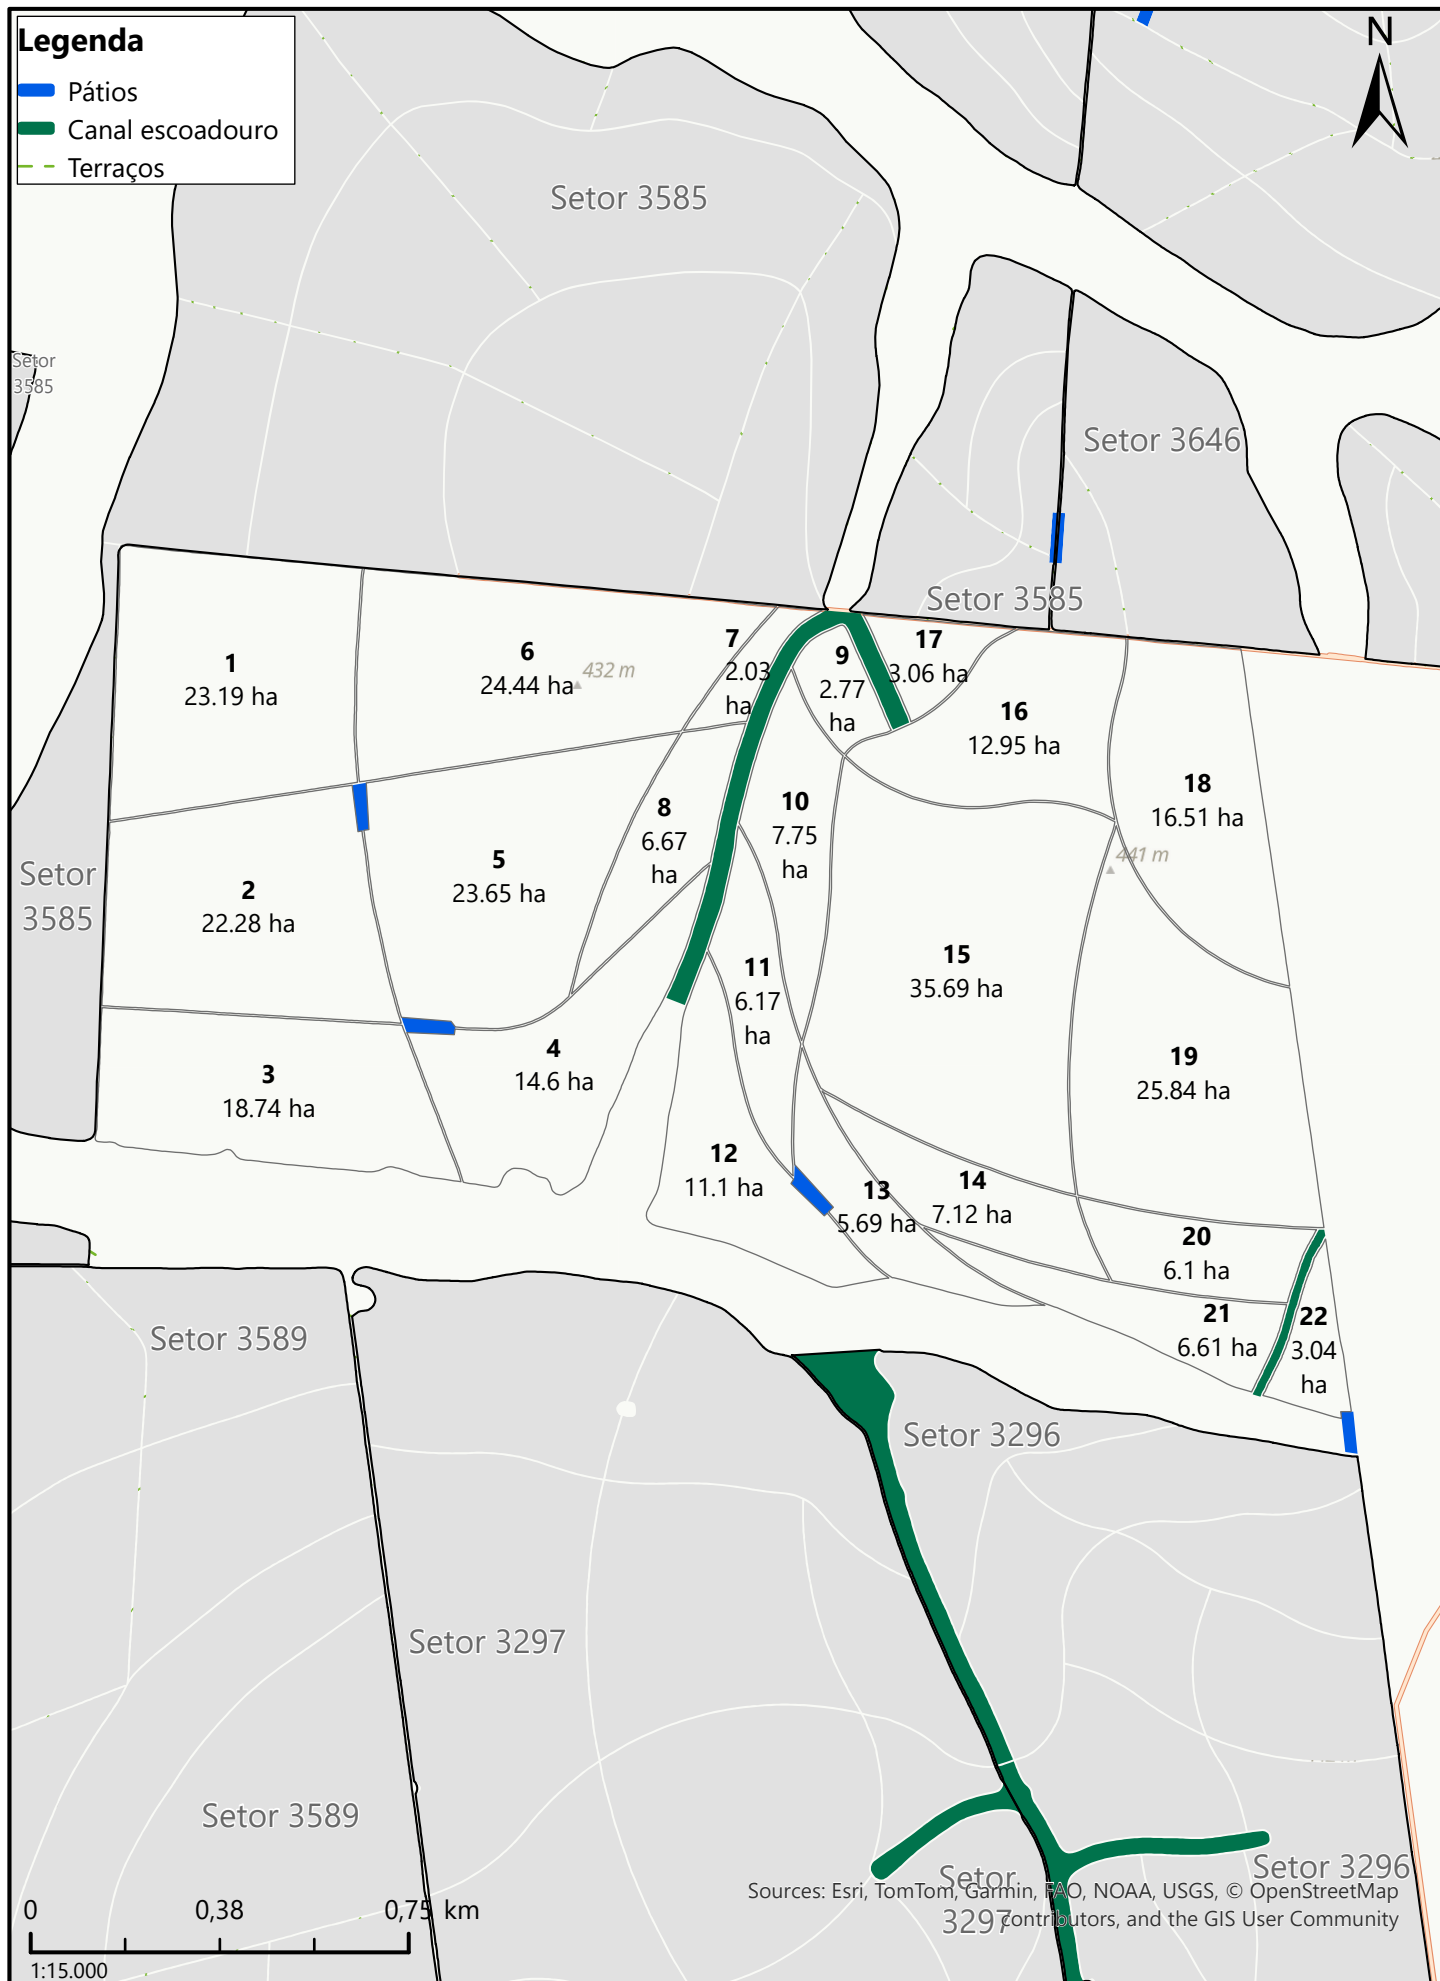 Legenda
Pátios
Canal escoadouro
Terraços
N
Setor 3585
Setor
3585
Setor 3646
Setor 3585
1
23.19 ha
6
24.44 ha
432 m
7
2.03
ha
9
2.77
ha
17
3.06 ha
16
12.95 ha
18
16.51 ha
441 m
8
6.67
ha
10
7.75
ha
5
23.65 ha
Setor
3585
2
22.28 ha
11
6.17
ha
15
35.69 ha
4
14.6 ha
3
18.74 ha
19
25.84 ha
12
11.1 ha
13
5.69 ha
14
7.12 ha
20
6.1 ha
21
6.61 ha
22
3.04
ha
Setor 3589
Setor 3296
Setor 3297
Setor 3589
Setor 3296
Setor
3297
Sources: Esri, TomTom, Garmin, FAO, NOAA, USGS, © OpenStreetMap
contributors, and the GIS User Community
0 0,38 0,75 km
1:15.000